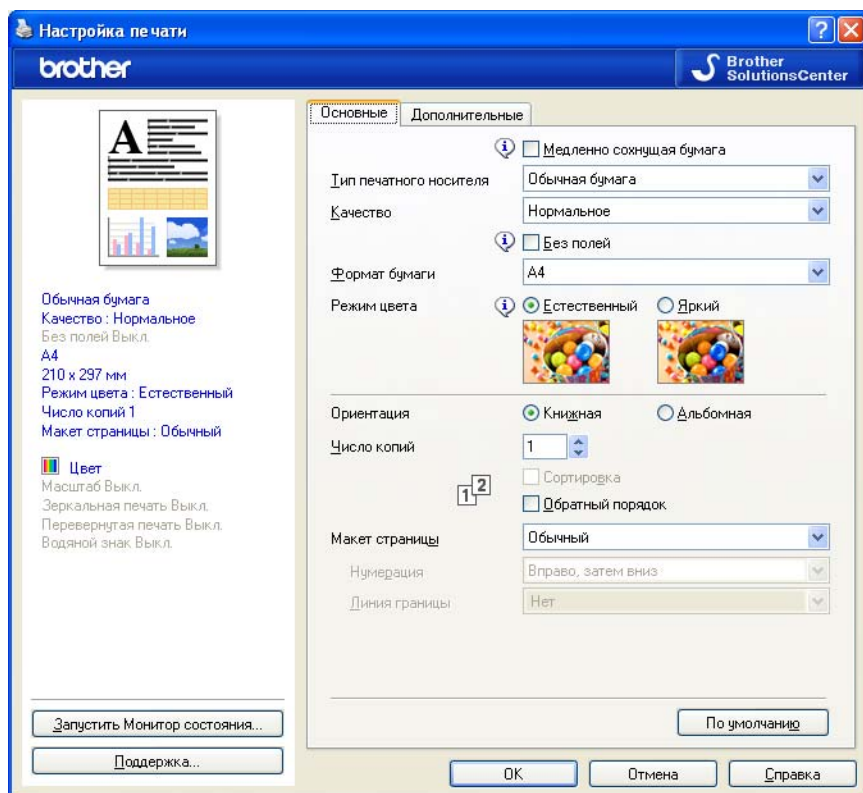 Настройка печати
brother
Brother
SolutionsCenter
A
Обычная бумага
Качество : Нормальное
Без полей Выкл.
A4
210 x 297 мм
Режим цвета : Естественный
Число копий 1
Макет страницы : Обычный
Цвет
Масштаб Выкл.
Зеркальная печать Выкл.
Перевернутая печать Выкл.
Водяной знак Выкл.
Запустить Монитор состояния...
Поддержка...
Основные Дополнительные
Медленно сохнущая бумага
Тип печатного носителя Обычная бумага
Качество Нормальное
Без полей
Формат бумаги A4
Режим цвета Естественный Яркий
Ориентация Книжная Альбомная
Число копий 1
Сортировка
1 2
Обратный порядок
Макет страницы Обычный
Нумерация Вправо, затем вниз
Линия границы Нет
По умолчанию
OK Отмена Справка